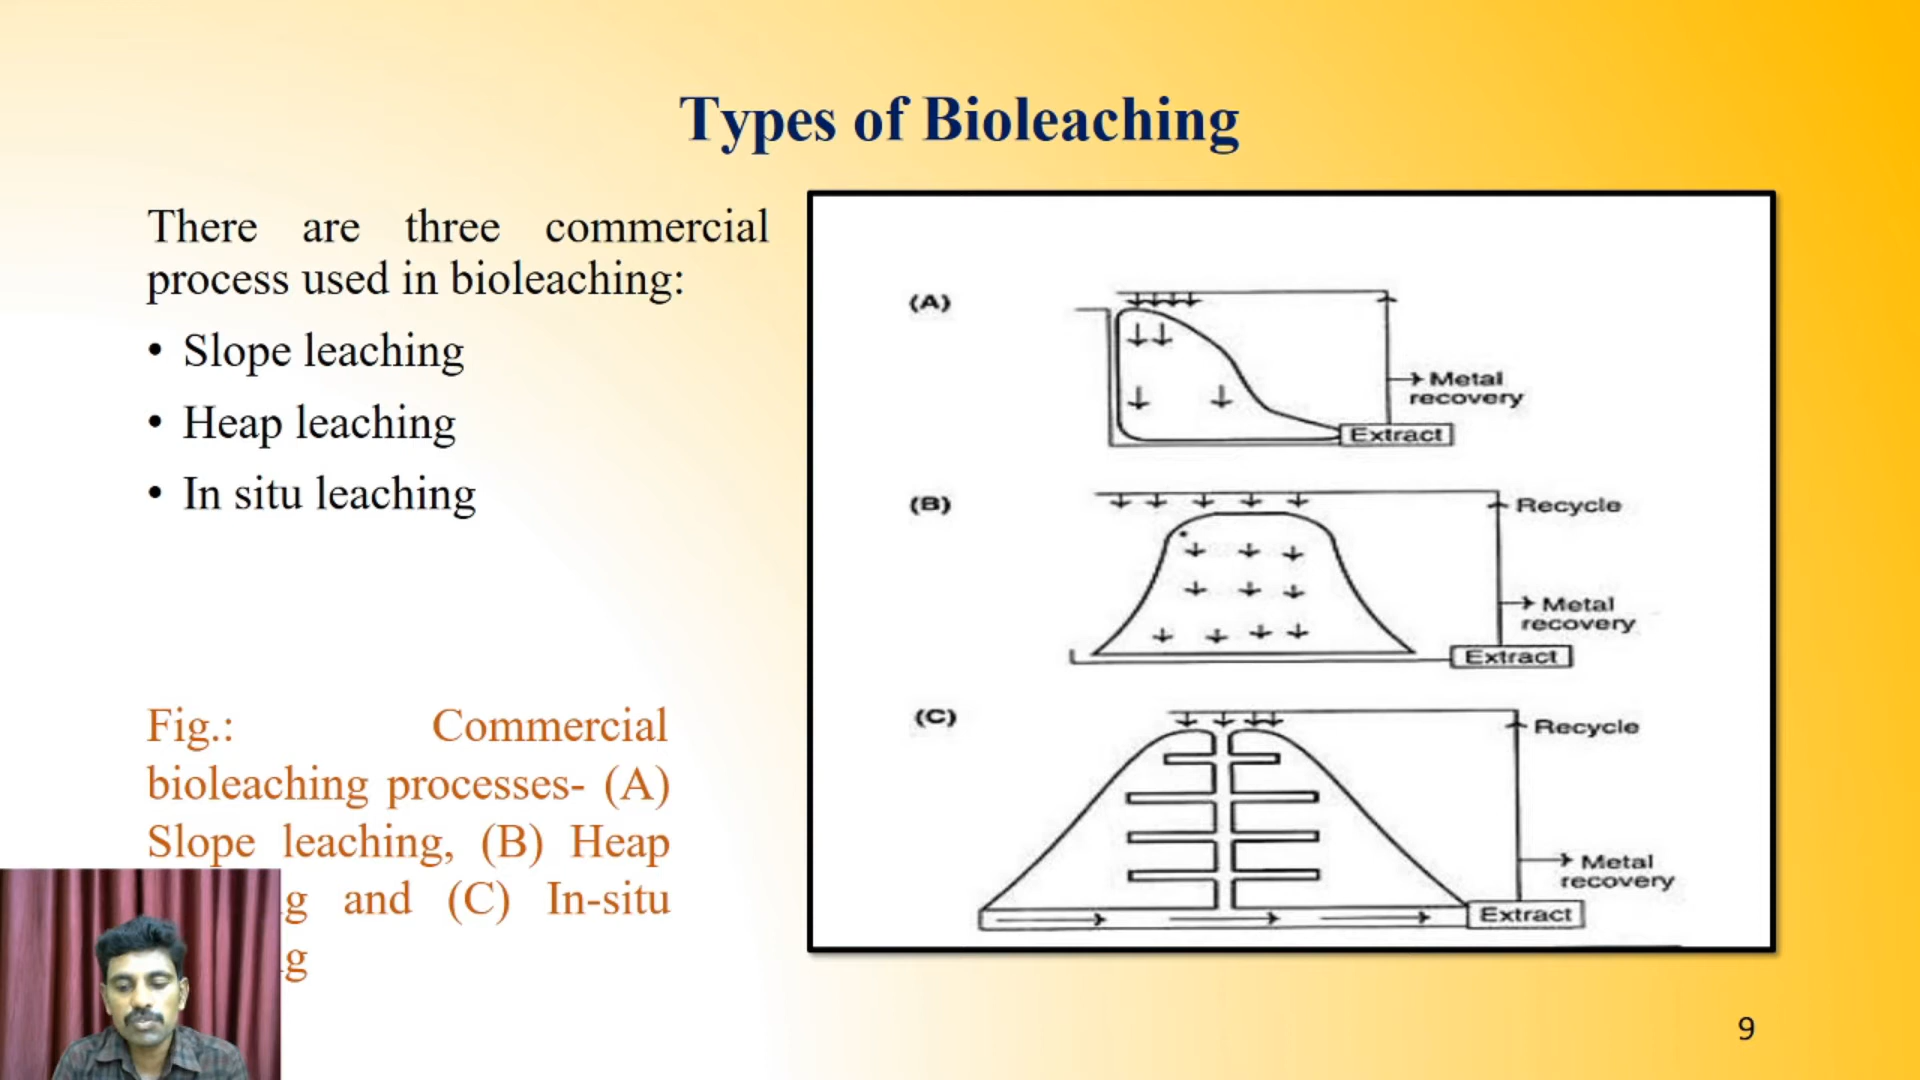 Types of Bioleaching
There are three commercial
process used in bioleaching:
• Slope leaching
• Heap leaching
• In situ leaching
Fig.: Commercial
bioleaching processes- (A)
Slope leaching, (B) Heap
g and (C) In-situ
g
(A)
Metal
recovery
Extract
(B)
Recycle
Metal
recovery
Extract
(C)
Recycle
Metal
recovery
Extract
9